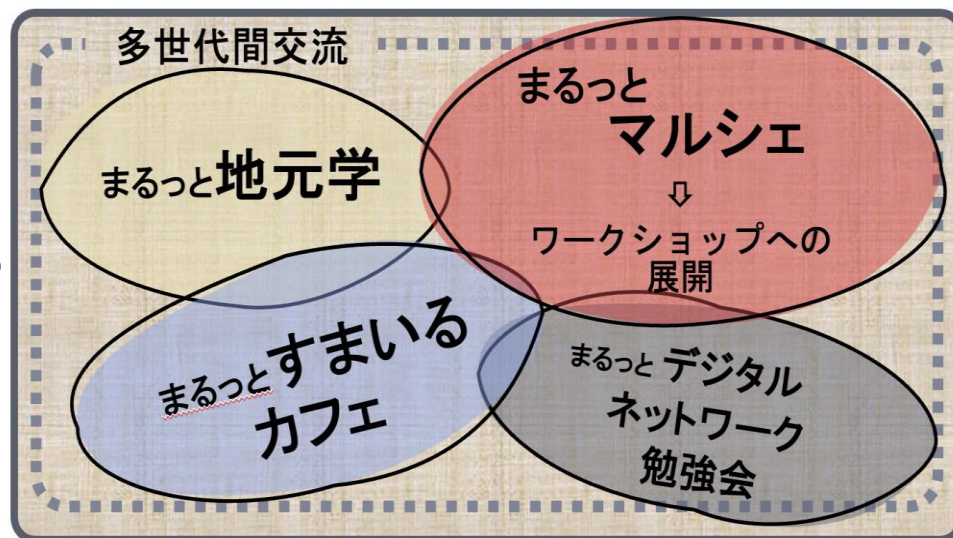 多世代間交流
まるっと地元学
まるっと
マルシェ
⇩
ワークショップへの
展開
まるっとすまいる
カフェ
まるっと デジタル
ネットワーク
勉強会